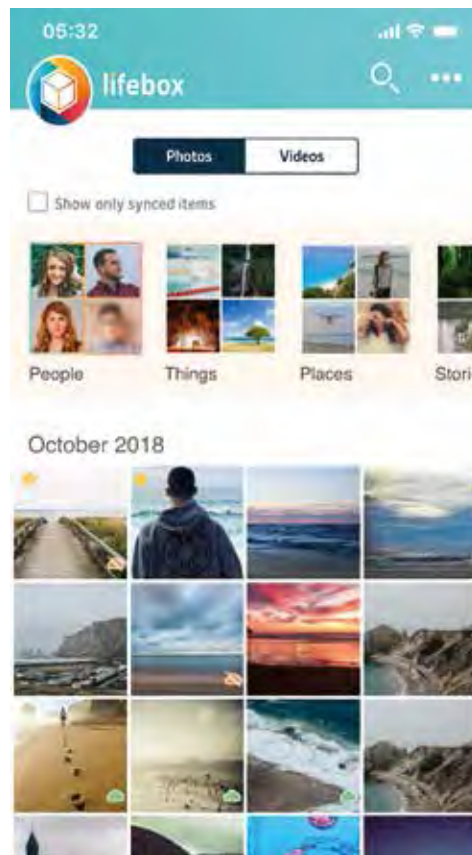 05:32
lifebox
Photos Videos
Show only synced items
People Things Places Stori
October 2018